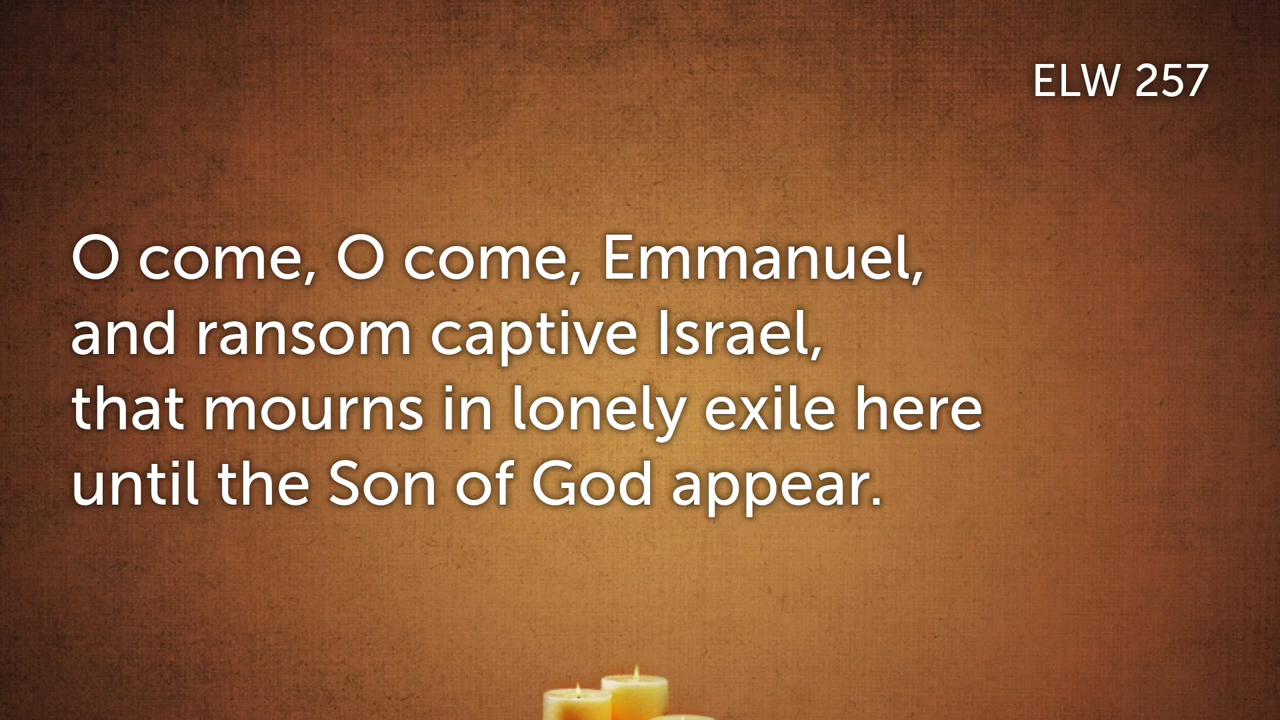 ELW 257
O come, O come, Emmanuel,
and ransom captive Israel,
that mourns in lonely exile here
until the Son of God appear.